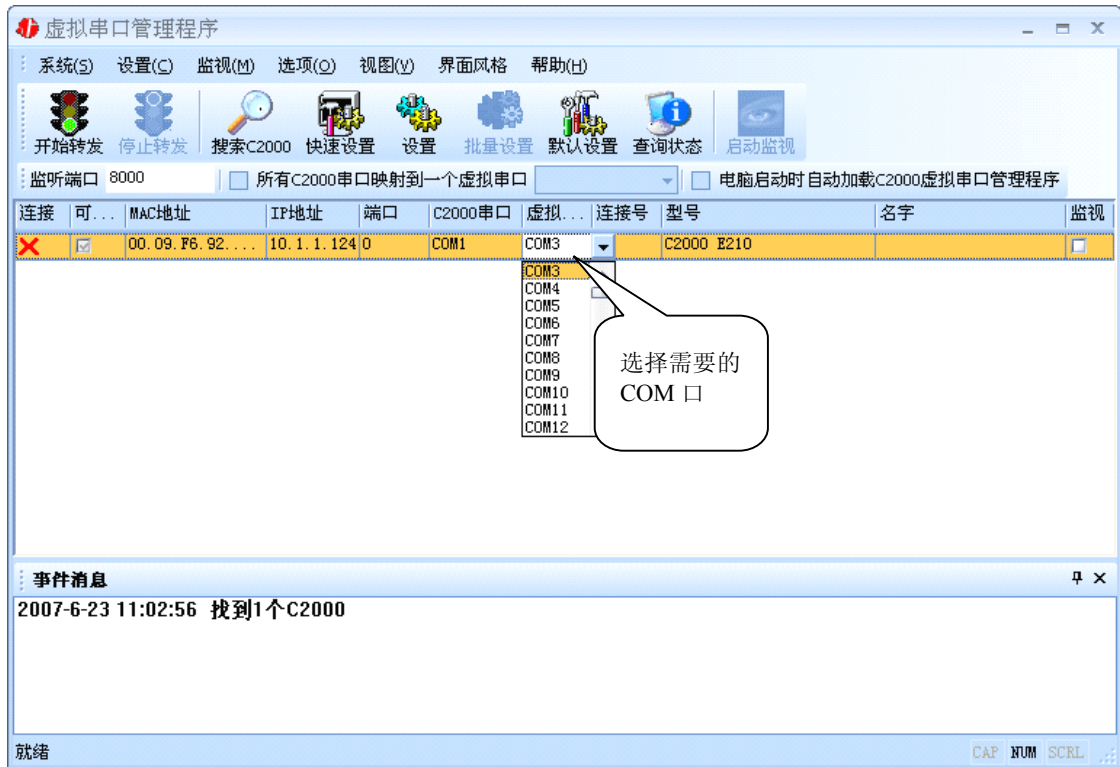 虚拟串口管理程序
系统(S) 设置(C) 监视(M) 选项(O) 视图(V) 界面风格 帮助(H)
开始转发 停止转发 搜索C2000 快速设置 设置 批量设置 默认设置 查询状态 启动监视
监听端口 8000 所有C2000串口映射到一个虚拟串口 电脑启动时自动加载C2000虚拟串口管理程序
连接 可... MAC地址 IP地址 端口 C2000串口 虚拟... 连接号 型号 名字 监视
00.09.F6.92.... 10.1.1.124 0 COM1 COM3 C2000 E210
COM3
COM4
COM5
COM6
COM7
COM8
COM9
COM10
COM11
COM12
选择需要的
COM 口
事件消息
2007-6-23 11:02:56 找到1个C2000
就绪 CAP NUM SCRL